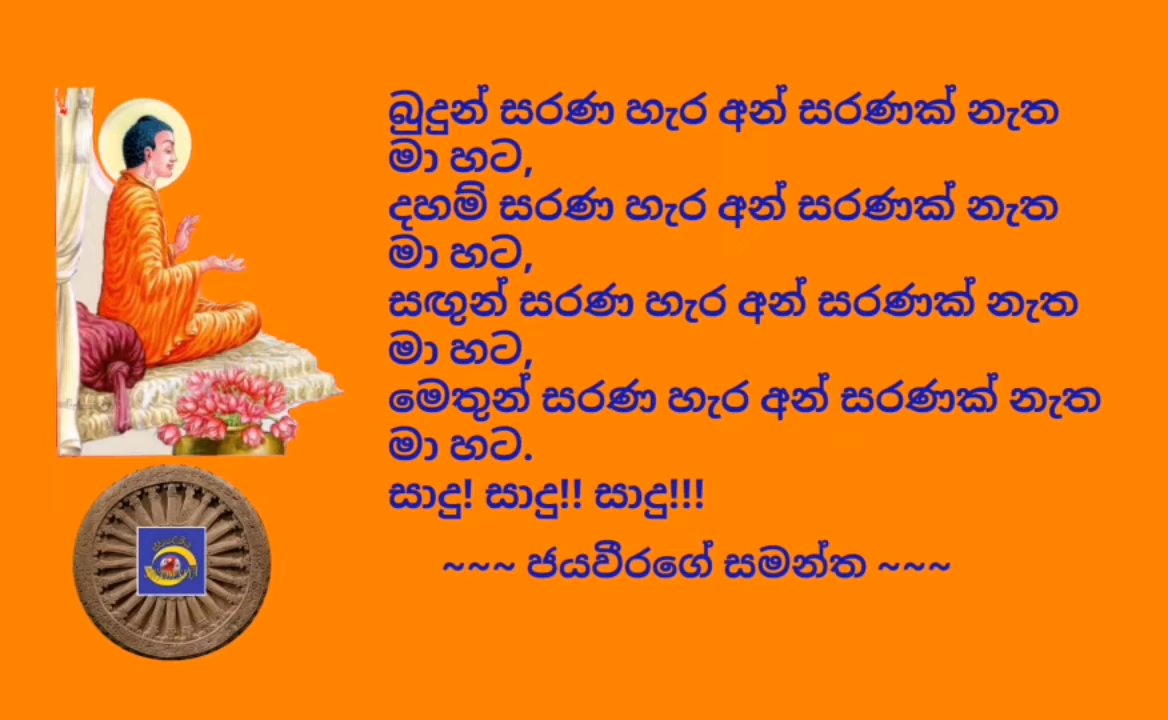 බුදුන් සරණ හැර අන් සරණක් නැත
මා හට,
දහම් සරණ හැර අන් සරණක් නැත
මා හට,
සඟුන් සරණ හැර අන් සරණක් නැත
මා හට,
මෙතුන් සරණ හැර අන් සරණක් නැත
මා හට.
සාදු! සාදු!! සාදු!!!
~~~ ජයවීරගේ සමන්ත ~~~